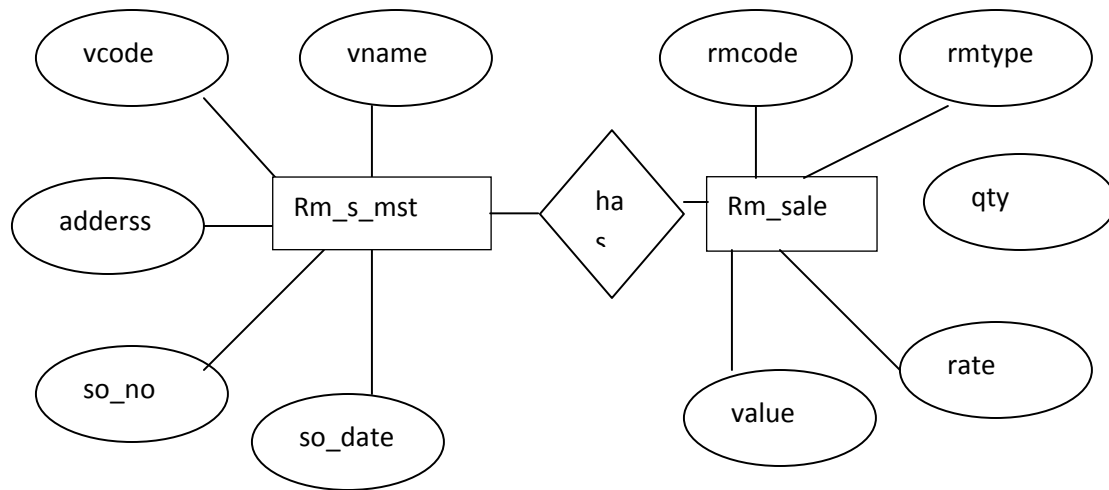 vcode
vname
rmcode
rmtype
adderss
Rm_s_mst
ha
s
Rm_sale
qty
so_no
so_date
value
rate